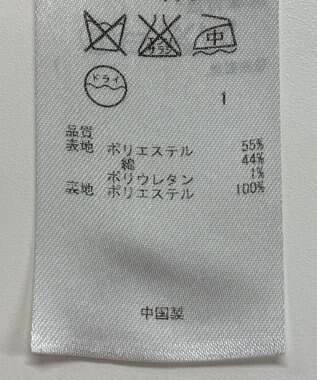 中
ドライ
1
品質
表地 ポリエステル 55%
綿 44%
ポリウレタン 1%
裏地 ポリエステル 100%
中国製